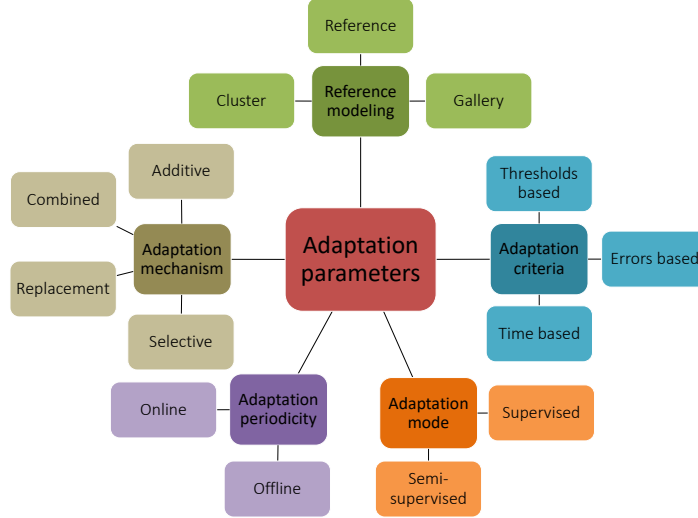 Reference
Reference
modeling
Cluster
Gallery
Additive
Combined
Adaptation
mechanism
Replacement
Selective
Adaptation
parameters
Thresholds
based
Adaptation
criteria
Errors based
Time based
Adaptation
periodicity
Online
Offline
Adaptation
mode
Supervised
Semi-
supervised